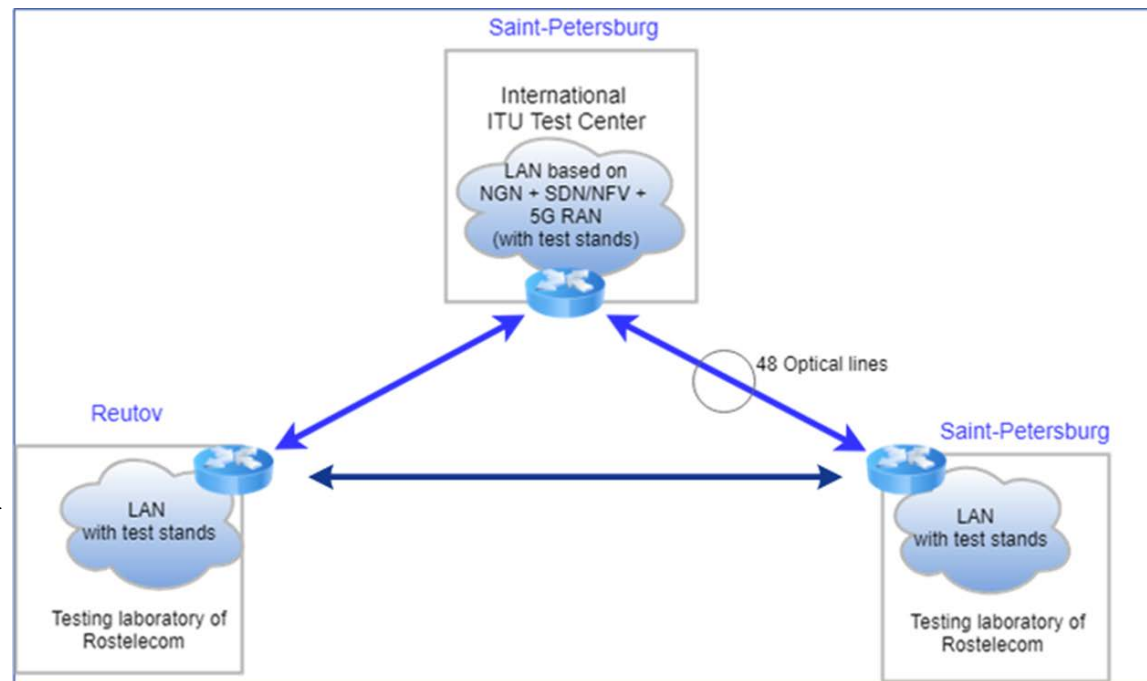 Saint-Petersburg
International
ITU Test Center
LAN based on
NGN + SDN/NFV +
5G RAN
(with test stands)
48 Optical lines
Reutov
LAN
with test stands
Testing laboratory of
Rostelecom
Saint-Petersburg
LAN
with test stands
Testing laboratory of
Rostelecom